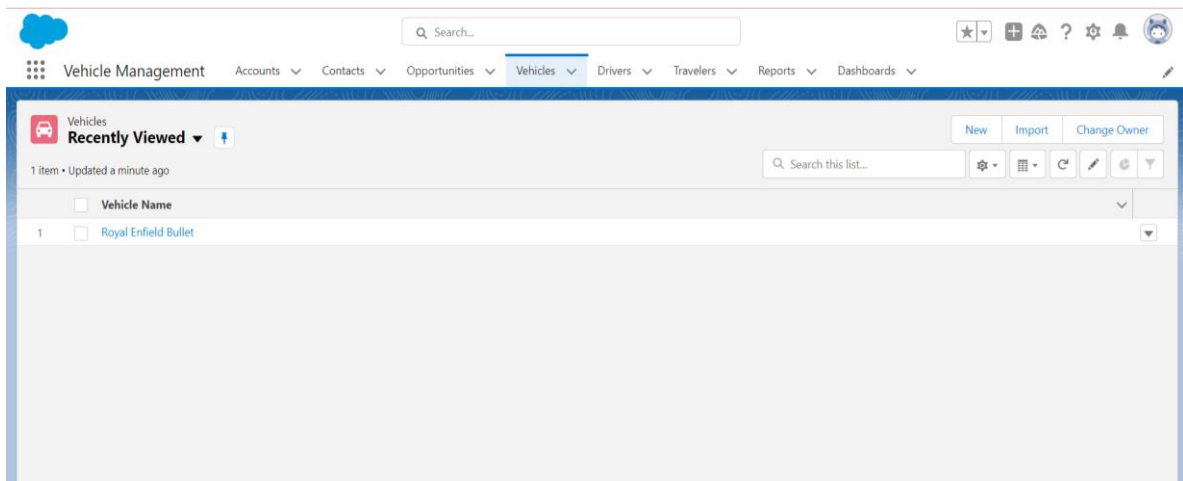 Search...
Vehicle Management Accounts Contacts Opportunities Vehicles Drivers Travelers Reports Dashboards
Vehicles
Recently Viewed
New Import Change Owner
1 item • Updated a minute ago
Search this list...
Vehicle Name
1 Royal Enfield Bullet